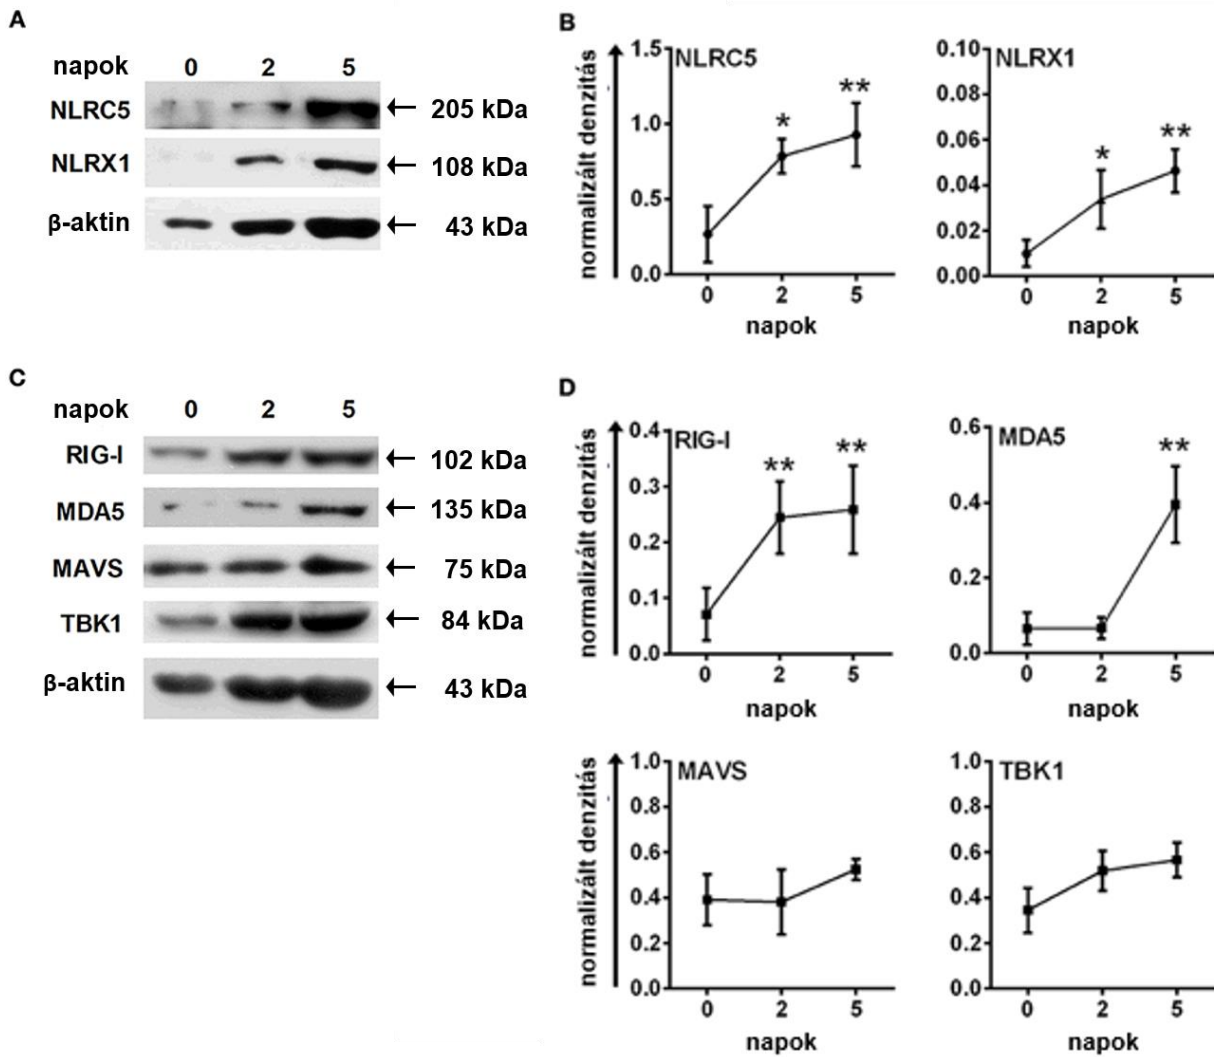 A
napok 0 2 5
NLRC5 ← 205 kDa
NLRX1 ← 108 kDa
β-aktin ← 43 kDa
B
normalizált denzitás
NLRC5
1.5
1.0
0.5
0.0
*
**
0 2 5
napok
NLRX1
0.10
0.08
0.06
0.04
0.02
0.00
*
**
0 2 5
napok
C
napok 0 2 5
RIG-I ← 102 kDa
MDA5 ← 135 kDa
MAVS ← 75 kDa
TBK1 ← 84 kDa
β-aktin ← 43 kDa
D
normalizált denzitás
RIG-I
0.4
0.3
0.2
0.1
0.0
**
**
0 2 5
napok
MDA5
0.6
0.4
0.2
0.0
**
0 2 5
napok
normalizált denzitás
MAVS
1.0
0.8
0.6
0.4
0.2
0.0
0 2 5
napok
TBK1
1.0
0.8
0.6
0.4
0.2
0.0
0 2 5
napok